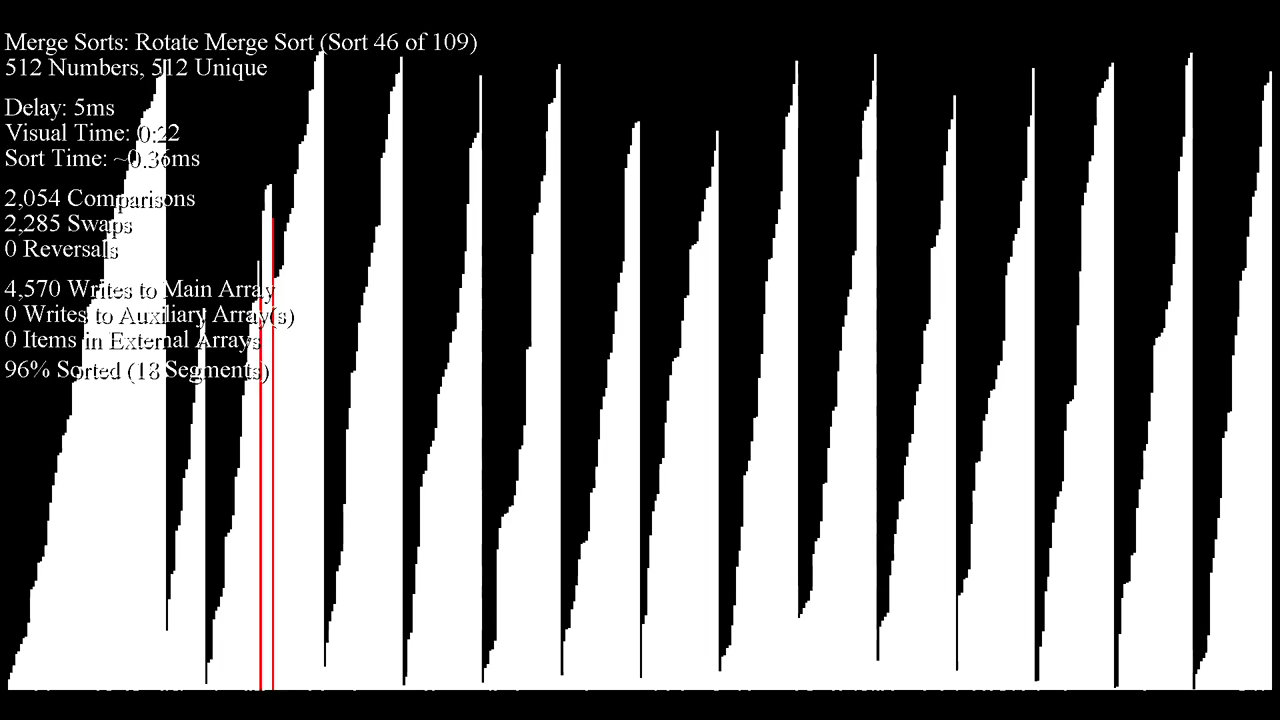 Merge Sorts: Rotate Merge Sort (Sort 46 of 109)
512 Numbers, 512 Unique
Delay: 5ms
Visual Time: 0:22
Sort Time: ~0.36ms
2,054 Comparisons
2,285 Swaps
0 Reversals
4,570 Writes to Main Array
0 Writes to Auxiliary Array(s)
0 Items in External Arrays
96% Sorted (18 Segments)